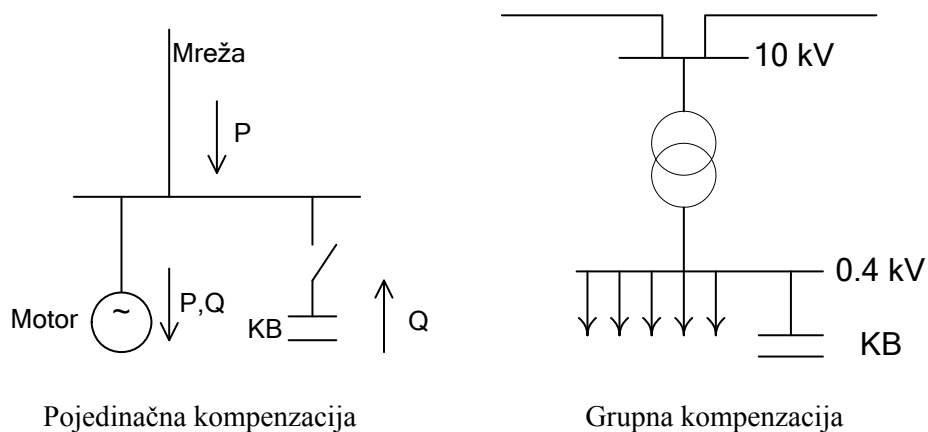 Mreža
P
P,Q
Motor
~
KB
Q
Pojedinačna kompenzacija
10 kV
0.4 kV
KB
Grupna kompenzacija